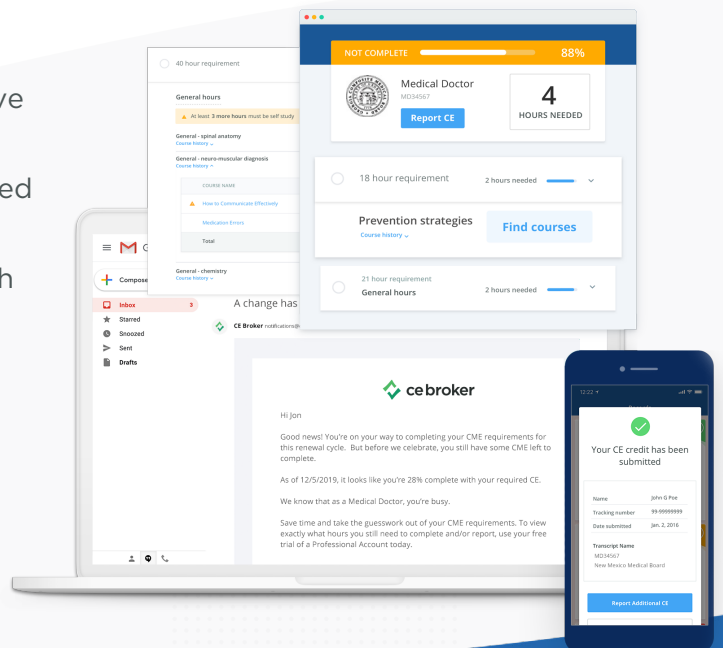 ve
ed
h
40 hour requirement
General hours
At least 3 more hours must be self study
General - spinal anatomy
Course history
General - neuro-muscular diagnosis
Course history
COURSE NAME
How to Communicate Effectively
Medication Errors
Total
General - chemistry
Course history
NOT COMPLETE 88%
Medical Doctor
MD34567
Report CE
4
HOURS NEEDED
18 hour requirement 2 hours needed
Prevention strategies
Course history
Find courses
21 hour requirement
General hours 2 hours needed
M G
Compose
Inbox 3
Starred
Snoozed
Sent
Drafts
A change has
CE Broker notifications@
ce broker
Hi Jon
Good news! You're on your way to completing your CME requirements for
this renewal cycle. But before we celebrate, you still have some CME left to
complete.
As of 12/5/2019, it looks like you're 28% complete with your required CE.
We know that as a Medical Doctor, you're busy.
Save time and take the guesswork out of your CME requirements. To view
exactly what hours you still need to complete and/or report, use your free
trial of a Professional Account today.
12:22
Your CE credit has been
submitted
Name John G Poe
Tracking number 99-99999999
Date submitted Jan. 2, 2016
Transcript Name
MD34567
New Mexico Medical Board
Report Additional CE